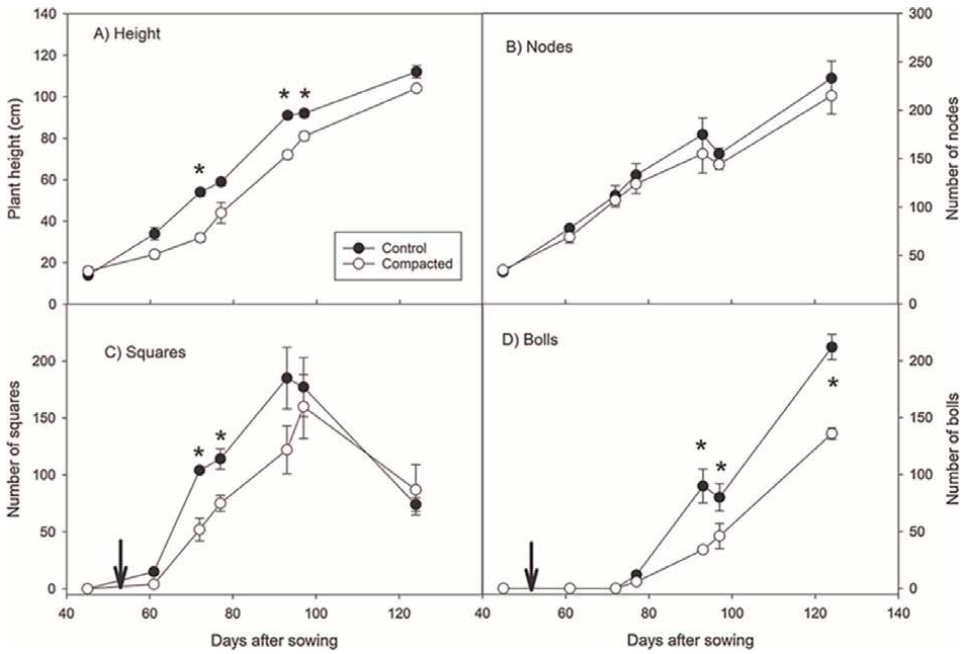 A) Height
B) Nodes
Plant height (cm)
140
120
100
80
60
40
20
0
* * *
Control
Compacted
300
250
200
150
100
50
0
Number of nodes
C) Squares
D) Bolls
Number of squares
200
150
100
50
0
* *
* * *
200
150
100
50
0
Number of bolls
40 60 80 100 120
40 60 80 100 120 140
Days after sowing
Days after sowing